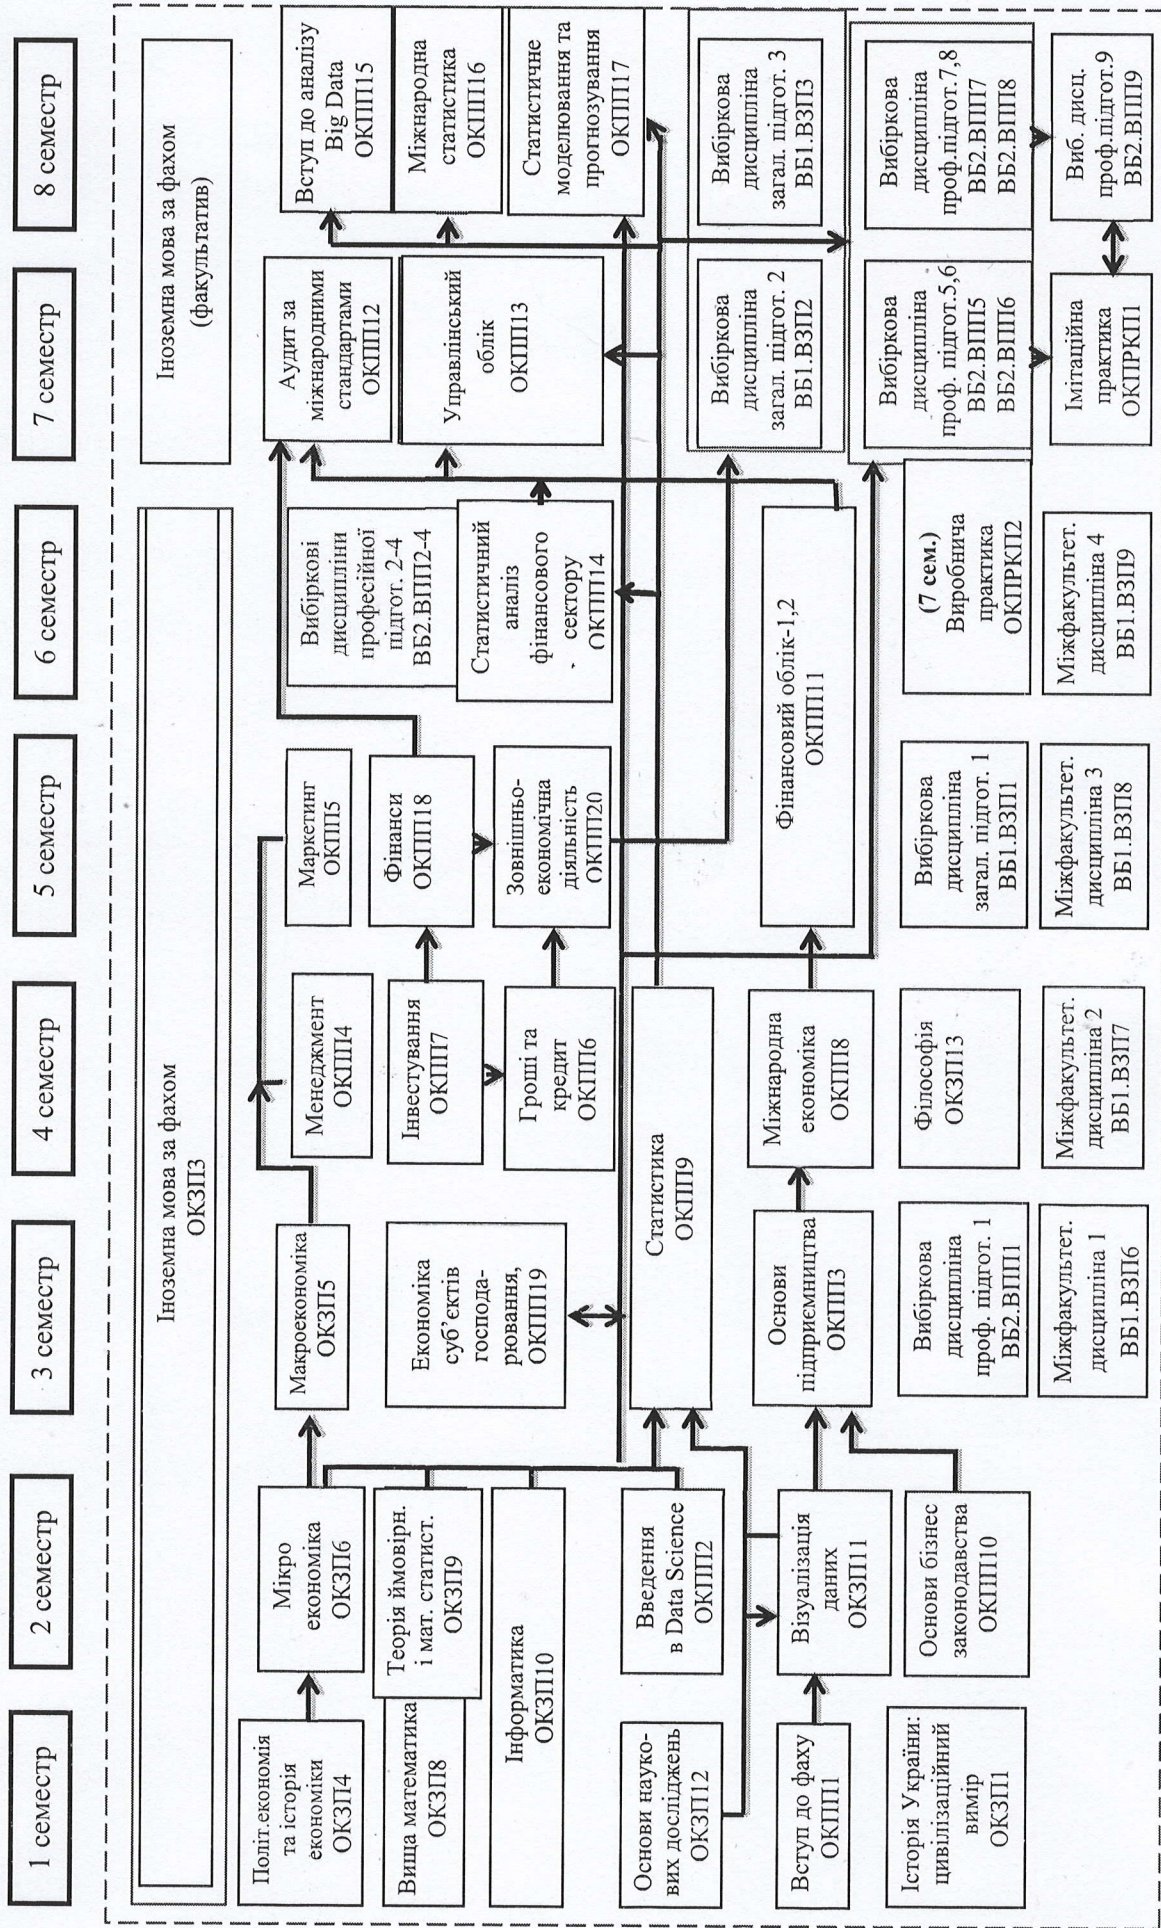 1 семестр
2 семестр
3 семестр
4 семестр
5 семестр
6 семестр
7 семестр
8 семестр
Іноземна мова за фахом
ОКЗП3
Іноземна мова за фахом
(факультатив)
Політ.економія
та історія
економіки
ОКЗП4
Вища математика
ОКЗП8
Інформатика
ОКЗП10
Основи науко-
вих досліджень
ОКЗП12
Вступ до фаху
ОКПП1
Історія України:
цивілізаційний
вимір
ОКЗП1
Мікро
економіка
ОКЗП6
Теорія ймовірн.
і мат. статист.
ОКЗП9
Введення
в Data Science
ОКПП2
Візуалізація
даних
ОКЗП11
Основи бізнес
законодавства
ОКПП10
Макроекономіка
ОКЗП5
Економіка
суб’єктів
господа-
рювання,
ОКПП19
Статистика
ОКПП9
Основи
підприємництва
ОКПП3
Вибіркова
дисципліна
проф. підгот. 1
ВБ2.ВПП1
Міжфакультет.
дисципліна 1
ВБ1.ВЗП6
Менеджмент
ОКПП4
Інвестування
ОКПП7
Гроші та
кредит
ОКПП6
Міжнародна
економіка
ОКПП8
Філософія
ОКЗП13
Міжфакультет.
дисципліна 2
ВБ1.ВЗП7
Маркетинг
ОКПП5
Фінанси
ОКПП18
Зовнішньо-
економічна
діяльність
ОКПП20
Фінансовий облік-1,2
ОКПП11
Вибіркова
дисципліна
загал. підгот. 1
ВБ1.ВЗП1
Міжфакультет.
дисципліна 3
ВБ1.ВЗП8
Вибіркові
дисципліни
професійної
підгот. 2-4
ВБ2.ВПП2-4
Статистичний
аналіз
фінансового
сектору
ОКПП14
(7 сем.)
Виробнича
практика
ОКПРКП2
Міжфакультет.
дисципліна 4
ВБ1.ВЗП9
Аудит за
міжнародними
стандартами
ОКПП12
Управлінський
облік
ОКПП13
Вибіркова
дисципліна
загал. підгот. 2
ВБ1.ВЗП2
Вибіркова
дисципліна
проф. підгот.5,6
ВБ2.ВПП5
ВБ2.ВПП6
Імітаційна
практика
ОКПРКП1
Вступ до аналізу
Big Data
ОКПП15
Міжнародна
статистика
ОКПП16
Статистичне
моделювання та
прогнозування
ОКПП17
Вибіркова
дисципліна
загал. підгот. 3
ВБ1.ВЗП3
Вибіркова
дисципліна
проф.підгот.7,8
ВБ2.ВПП7
ВБ2.ВПП8
Виб. дисц.
проф.підгот.9
ВБ2.ВПП9